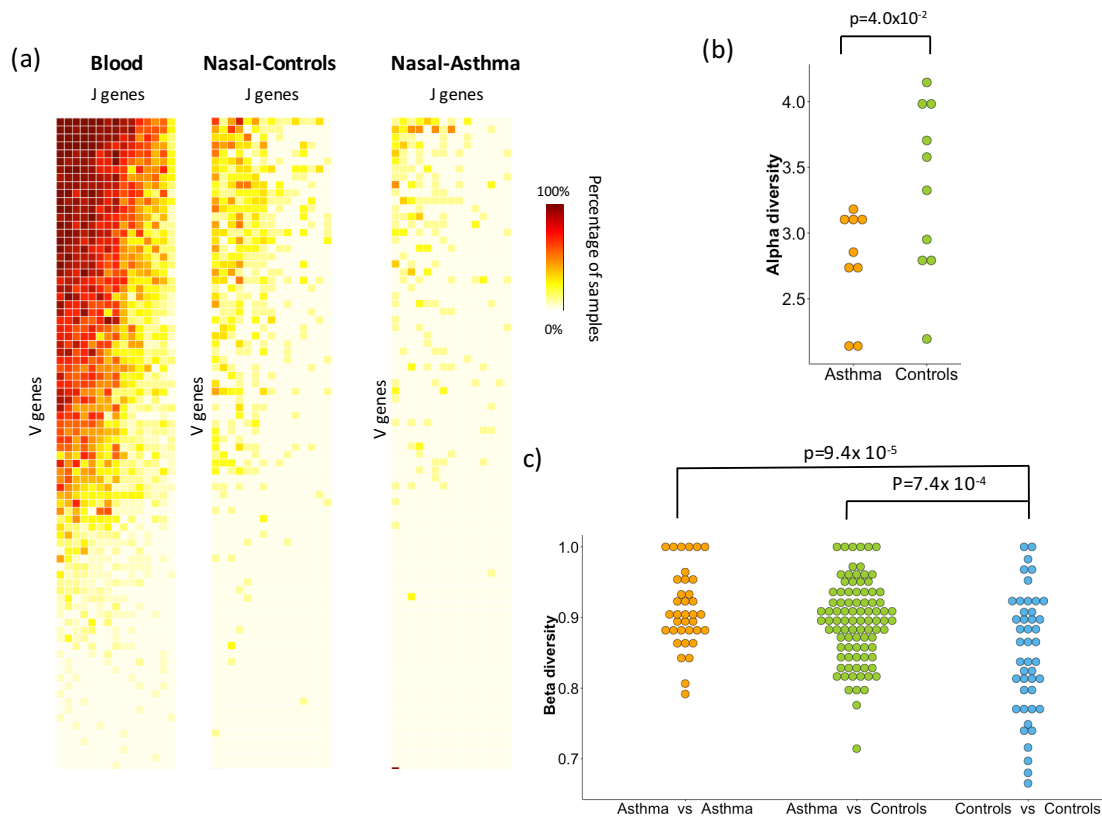 (a)
Blood
Nasal-Controls
Nasal-Asthma
J genes
J genes
J genes
V genes
V genes
V genes
100%
0%
Percentage of samples
(b)
p=4.0x10⁻²
Alpha diversity
4.0
3.5
3.0
2.5
Asthma
Controls
c)
p=9.4x 10⁻⁵
P=7.4x 10⁻⁴
Beta diversity
1.0
0.9
0.8
0.7
Asthma vs Asthma
Asthma vs Controls
Controls vs Controls